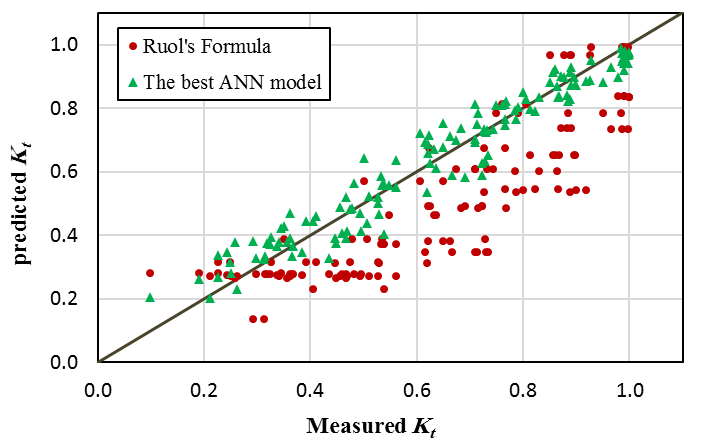 Ruol's Formula
The best ANN model
1.0
0.8
0.6
0.4
0.2
0.0
predicted Kt
0.0 0.2 0.4 0.6 0.8 1.0
Measured Kt